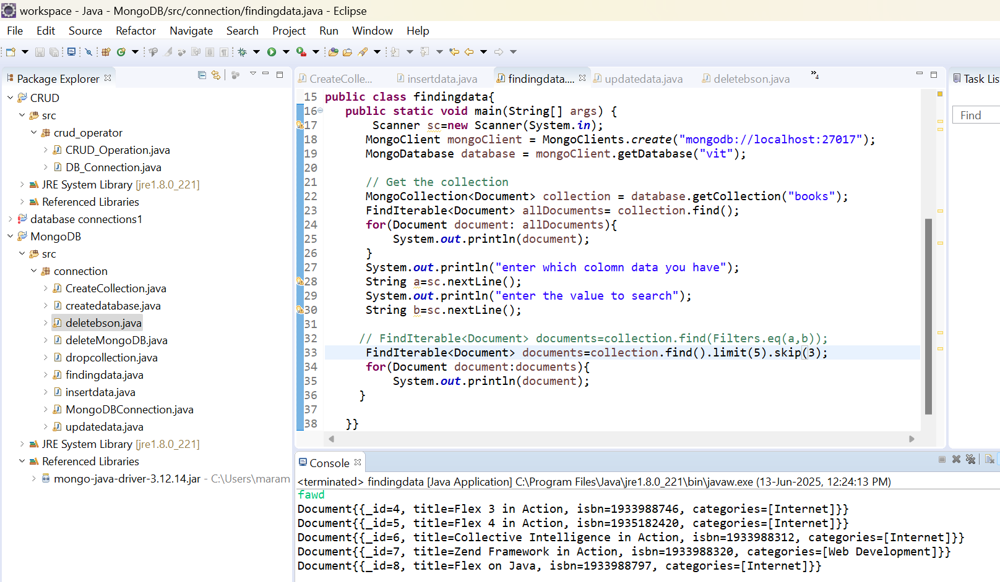 workspace - Java - MongoDB/src/connection/findingdata.java - Eclipse
File Edit Source Refactor Navigate Search Project Run Window Help
Package Explorer
CRUD
src
crud_operator
CRUD_Operation.java
DB_Connection.java
JRE System Library [jre1.8.0_221]
Referenced Libraries
database connections1
MongoDB
src
connection
CreateCollection.java
createdatabase.java
deletebson.java
deleteMongoDB.java
dropcollection.java
findingdata.java
insertdata.java
MongoDBConnection.java
updatedata.java
JRE System Library [jre1.8.0_221]
Referenced Libraries
mongo-java-driver-3.12.14.jar - C:\Users\maram
CreateColle... insertdata.java findingdata.... updatedata.java deletebson.java »4
15 public class findingdata{
16 public static void main(String[] args) {
17 Scanner sc=new Scanner(System.in);
18 MongoClient mongoClient = MongoClients.create("mongodb://localhost:27017");
19 MongoDatabase database = mongoClient.getDatabase("vit");
20
21 // Get the collection
22 MongoCollection<Document> collection = database.getCollection("books");
23 FindIterable<Document> allDocuments= collection.find();
24 for(Document document: allDocuments){
25 System.out.println(document);
26 }
27 System.out.println("enter which colomn data you have");
28 String a=sc.nextLine();
29 System.out.println("enter the value to search");
30 String b=sc.nextLine();
31
32 // FindIterable<Document> documents=collection.find(Filters.eq(a,b));
33 FindIterable<Document> documents=collection.find().limit(5).skip(3);
34 for(Document document:documents){
35 System.out.println(document);
36 }
37
38 }}
Task Lis
Find
Console
<terminated> findingdata [Java Application] C:\Program Files\Java\jre1.8.0_221\bin\javaw.exe (13-Jun-2025, 12:24:13 PM)
fawd
Document{{_id=4, title=Flex 3 in Action, isbn=1933988746, categories=[Internet]}}
Document{{_id=5, title=Flex 4 in Action, isbn=1935182420, categories=[Internet]}}
Document{{_id=6, title=Collective Intelligence in Action, isbn=1933988312, categories=[Internet]}}
Document{{_id=7, title=Zend Framework in Action, isbn=1933988320, categories=[Web Development]}}
Document{{_id=8, title=Flex on Java, isbn=1933988797, categories=[Internet]}}